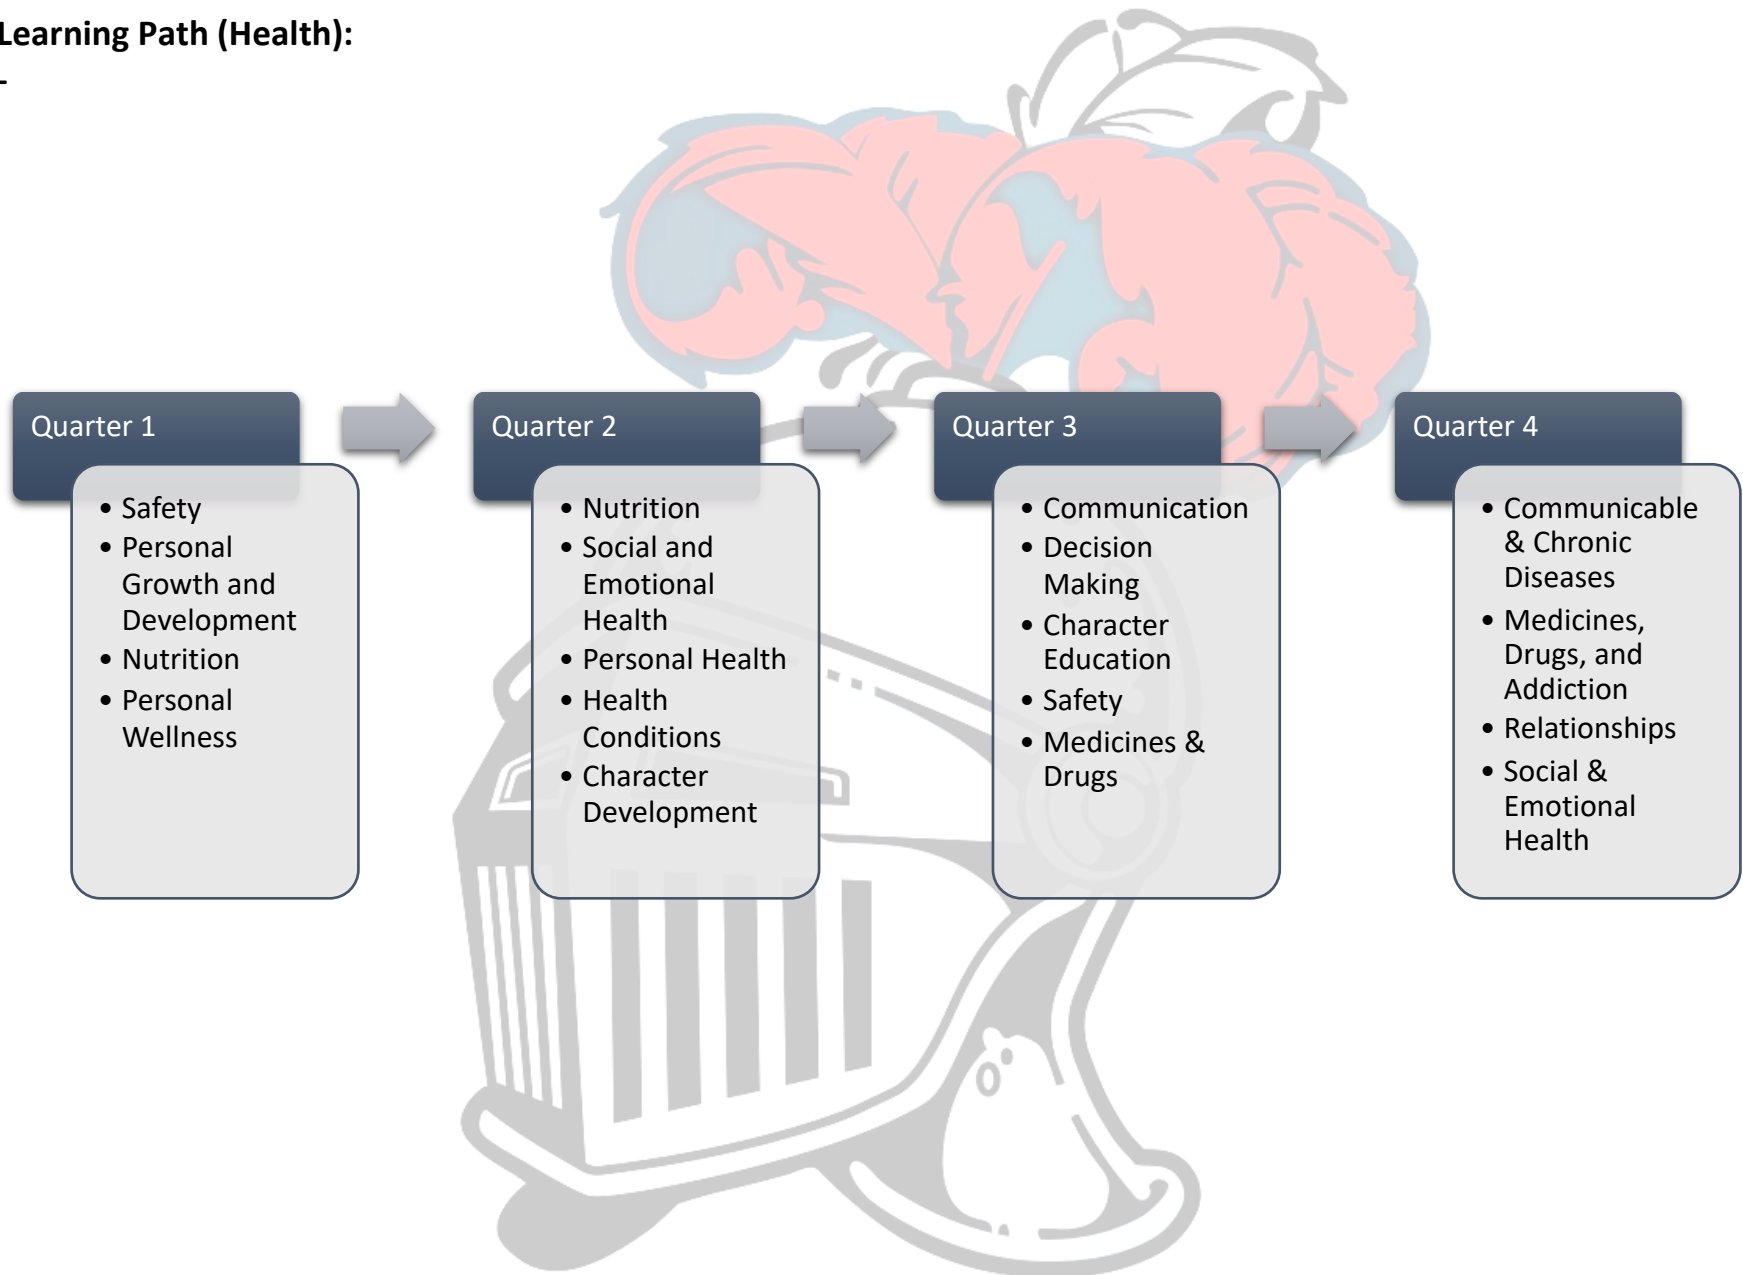 Learning Path (Health):
-
Quarter 1
• Safety
• Personal
Growth and
Development
• Nutrition
• Personal
Wellness
Quarter 2
• Nutrition
• Social and
Emotional
Health
• Personal Health
• Health
Conditions
• Character
Development
Quarter 3
• Communication
• Decision
Making
• Character
Education
• Safety
• Medicines &
Drugs
Quarter 4
• Communicable
& Chronic
Diseases
• Medicines,
Drugs, and
Addiction
• Relationships
• Social &
Emotional
Health